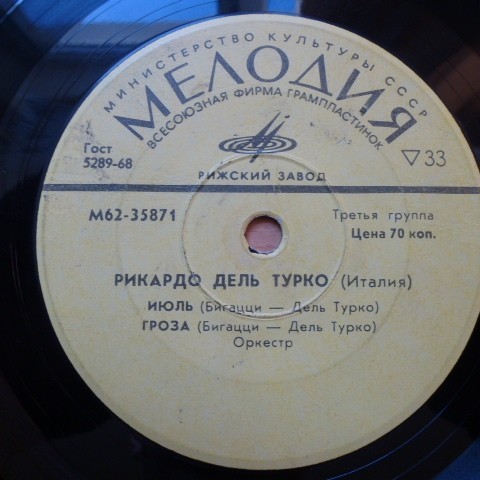 МИНИСТЕРСТВО КУЛЬТУРЫ СССР
МЕЛОДИЯ
ВСЕСОЮЗНАЯ ФИРМА ГРАМПЛАСТИНОК
Гост
5289-68
▽ 33
РИЖСКИЙ ЗАВОД
М62-35871
Третья группа
Цена 70 коп.
РИКАРДО ДЕЛЬ ТУРКО (Италия)
ИЮЛЬ (Бигацци — Дель Турко)
ГРОЗА (Бигацци — Дель Турко)
Оркестр